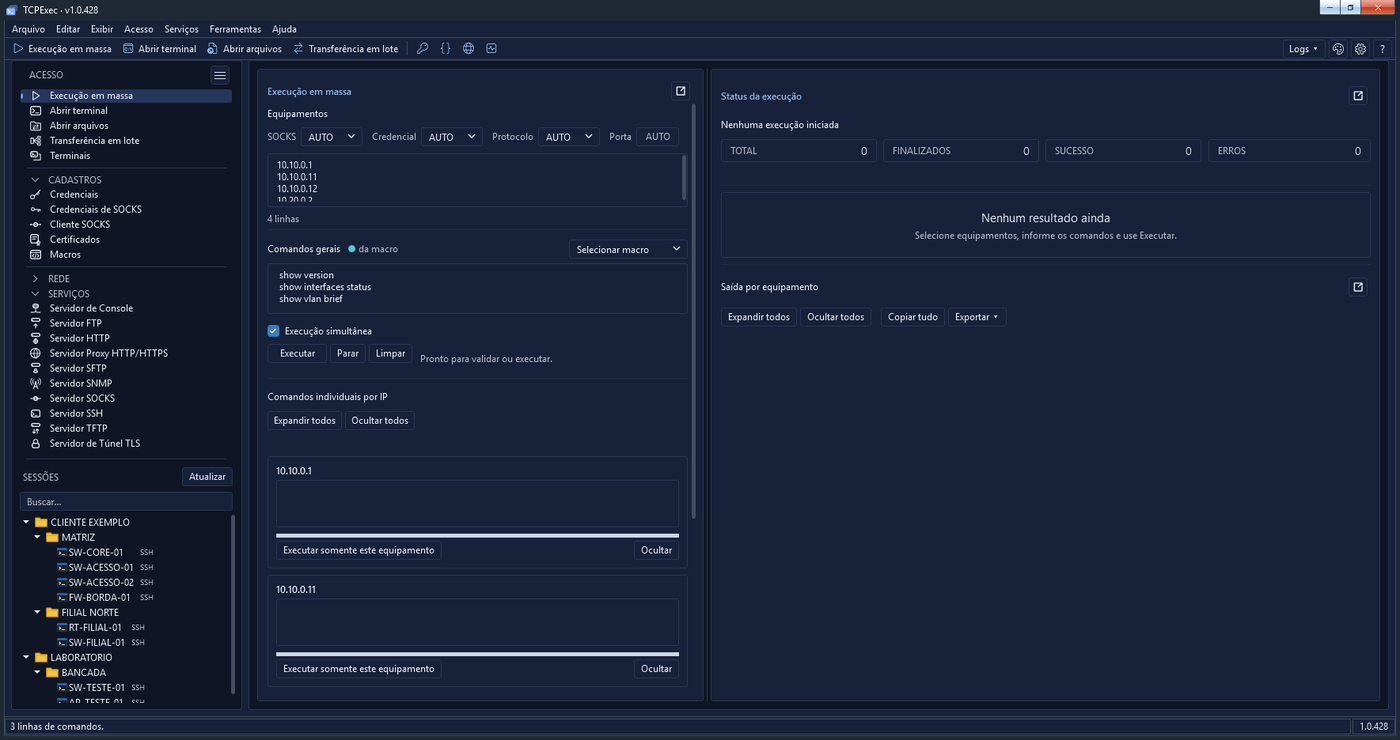 TCPExec · v1.0.428
Arquivo Editar Exibir Acesso Serviços Ferramentas Ajuda
Execução em massa Abrir terminal Abrir arquivos Transferência em lote {} Logs ?
ACESSO
Execução em massa
Abrir terminal
Abrir arquivos
Transferência em lote
Terminais
CADASTROS
Credenciais
Credenciais de SOCKS
Cliente SOCKS
Certificados
Macros
REDE
SERVIÇOS
Servidor de Console
Servidor FTP
Servidor HTTP
Servidor Proxy HTTP/HTTPS
Servidor SFTP
Servidor SNMP
Servidor SOCKS
Servidor SSH
Servidor TFTP
Servidor de Túnel TLS
SESSÕES Atualizar
Buscar...
CLIENTE EXEMPLO
MATRIZ
SW-CORE-01 SSH
SW-ACESSO-01 SSH
SW-ACESSO-02 SSH
FW-BORDA-01 SSH
FILIAL NORTE
RT-FILIAL-01 SSH
SW-FILIAL-01 SSH
LABORATORIO
BANCADA
SW-TESTE-01 SSH
AP-TESTE-01 SSH
Execução em massa
Equipamentos
SOCKS AUTO Credencial AUTO Protocolo AUTO Porta AUTO
10.10.0.1
10.10.0.11
10.10.0.12
10.20.0.2
4 linhas
Comandos gerais da macro Selecionar macro
show version
show interfaces status
show vlan brief
Execução simultânea
Executar Parar Limpar Pronto para validar ou executar.
Comandos individuais por IP
Expandir todos Ocultar todos
10.10.0.1
Executar somente este equipamento Ocultar
10.10.0.11
Executar somente este equipamento Ocultar
Status da execução
Nenhuma execução iniciada
TOTAL 0 FINALIZADOS 0 SUCESSO 0 ERROS 0
Nenhum resultado ainda
Selecione equipamentos, informe os comandos e use Executar.
Saída por equipamento
Expandir todos Ocultar todos Copiar tudo Exportar
3 linhas de comandos. 1.0.428